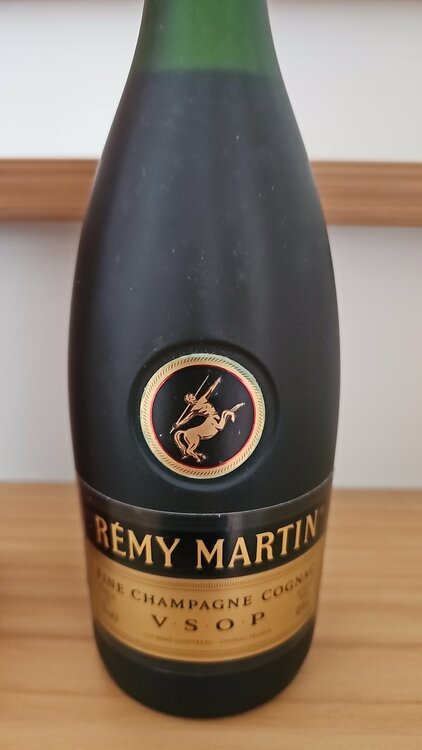 RÉMY MARTIN
FINE CHAMPAGNE COGNAC
V·S·O·P